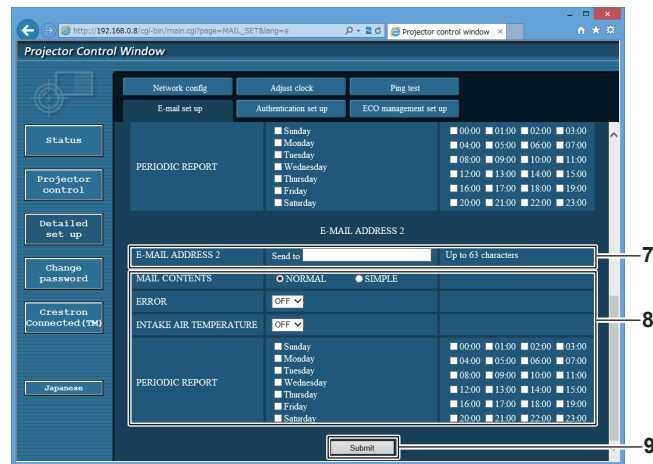 http://192.168.0.8/cgi-bin/main.cgi?page=MAIL_SET&lang=e
Projector control window
Projector Control Window
Network config Adjust clock Ping test
E-mail set up Authentication set up ECO management set up
Status
Projector control
Detailed set up
Change password
Crestron Connected(TM)
Japanese
PERIODIC REPORT
Sunday
Monday
Tuesday
Wednesday
Thursday
Friday
Saturday
00:00 01:00 02:00 03:00
04:00 05:00 06:00 07:00
08:00 09:00 10:00 11:00
12:00 13:00 14:00 15:00
16:00 17:00 18:00 19:00
20:00 21:00 22:00 23:00
E-MAIL ADDRESS 2
E-MAIL ADDRESS 2 Send to Up to 63 characters
7
MAIL CONTENTS NORMAL SIMPLE
ERROR OFF
INTAKE AIR TEMPERATURE OFF
8
PERIODIC REPORT
Sunday
Monday
Tuesday
Wednesday
Thursday
Friday
Saturday
00:00 01:00 02:00 03:00
04:00 05:00 06:00 07:00
08:00 09:00 10:00 11:00
12:00 13:00 14:00 15:00
16:00 17:00 18:00 19:00
20:00 21:00 22:00 23:00
Submit
9